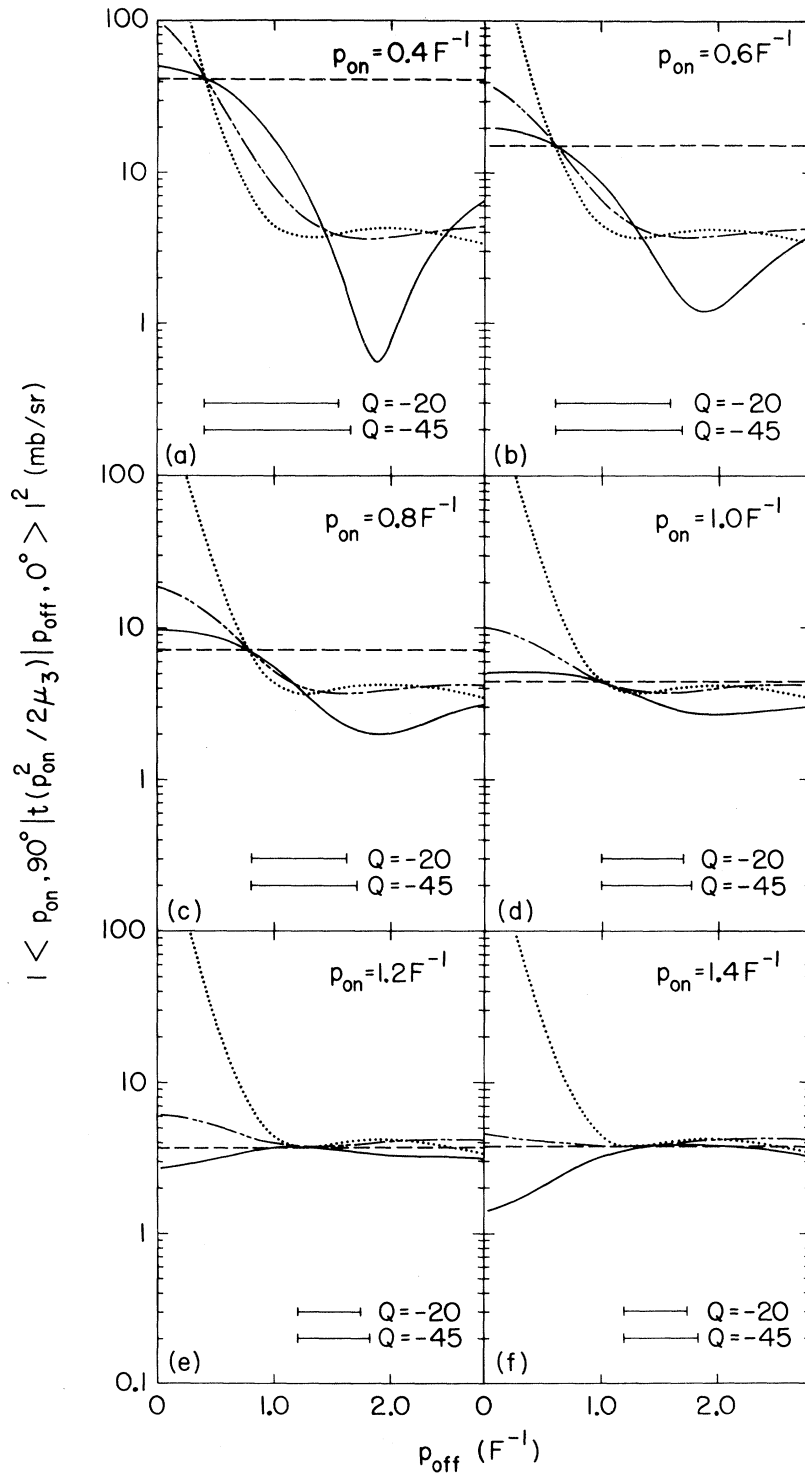 100
10
1
p_on = 0.4 F⁻¹
Q = -20
Q = -45
(a)
p_on = 0.6 F⁻¹
Q = -20
Q = -45
(b)
100
10
1
p_on = 0.8 F⁻¹
Q = -20
Q = -45
(c)
p_on = 1.0 F⁻¹
Q = -20
Q = -45
(d)
100
10
1
0.1
p_on = 1.2 F⁻¹
Q = -20
Q = -45
(e)
p_on = 1.4 F⁻¹
Q = -20
Q = -45
(f)
0 1.0 2.0 0 1.0 2.0
p_off (F⁻¹)
| < p_on, 90° | t(p_on² / 2μ₃) | p_off, 0° > |² (mb/sr)